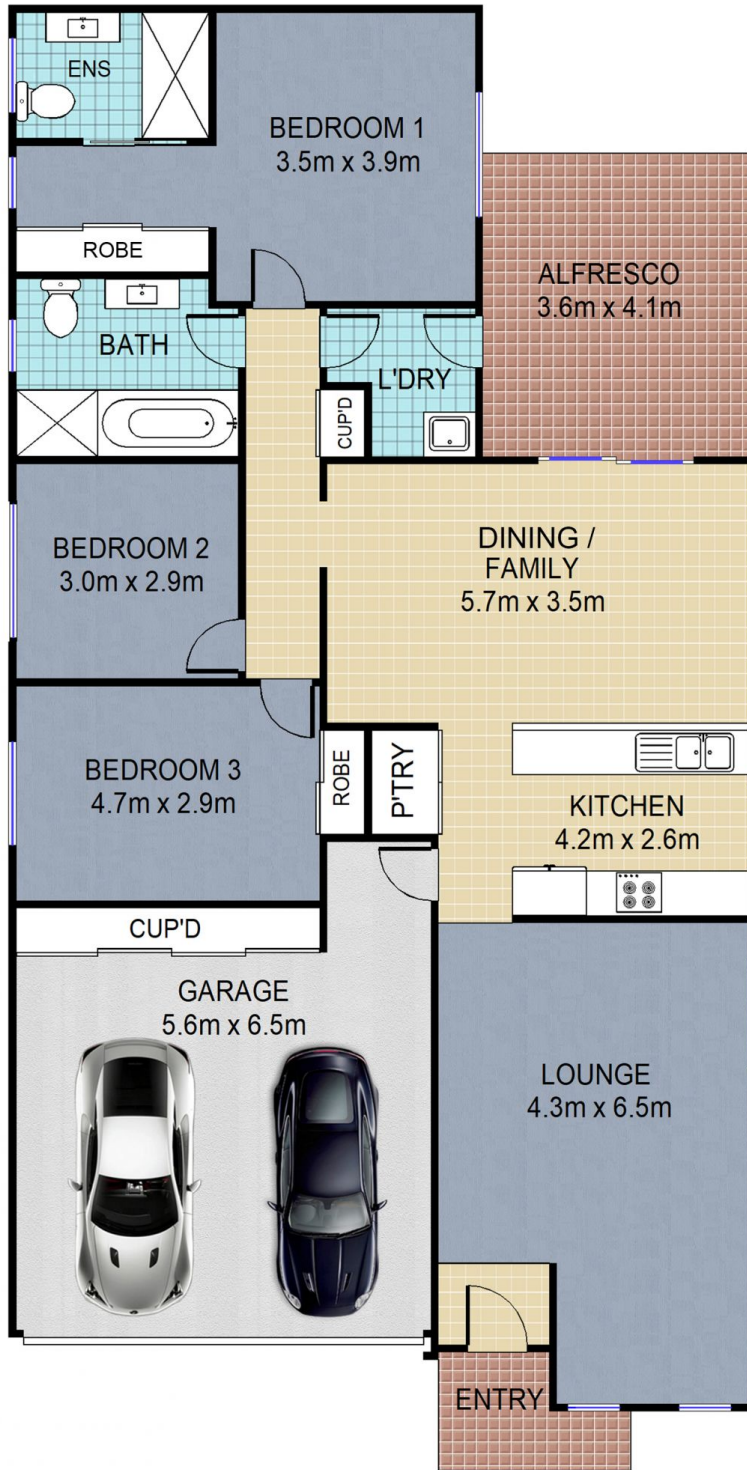 ENS
BEDROOM 1
3.5m x 3.9m
ROBE
ALFRESCO
3.6m x 4.1m
BATH
L'DRY
CUP'D
BEDROOM 2
3.0m x 2.9m
DINING /
FAMILY
5.7m x 3.5m
BEDROOM 3
4.7m x 2.9m
ROBE
P'TRY
KITCHEN
4.2m x 2.6m
CUP'D
GARAGE
5.6m x 6.5m
LOUNGE
4.3m x 6.5m
ENTRY